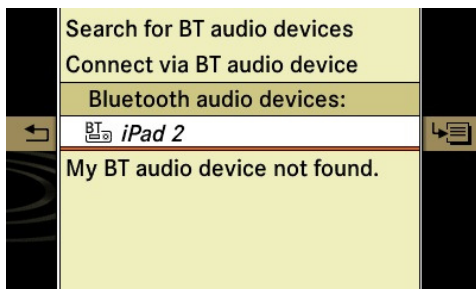 Search for BT audio devices
Connect via BT audio device
Bluetooth audio devices:
BT iPad 2
My BT audio device not found.